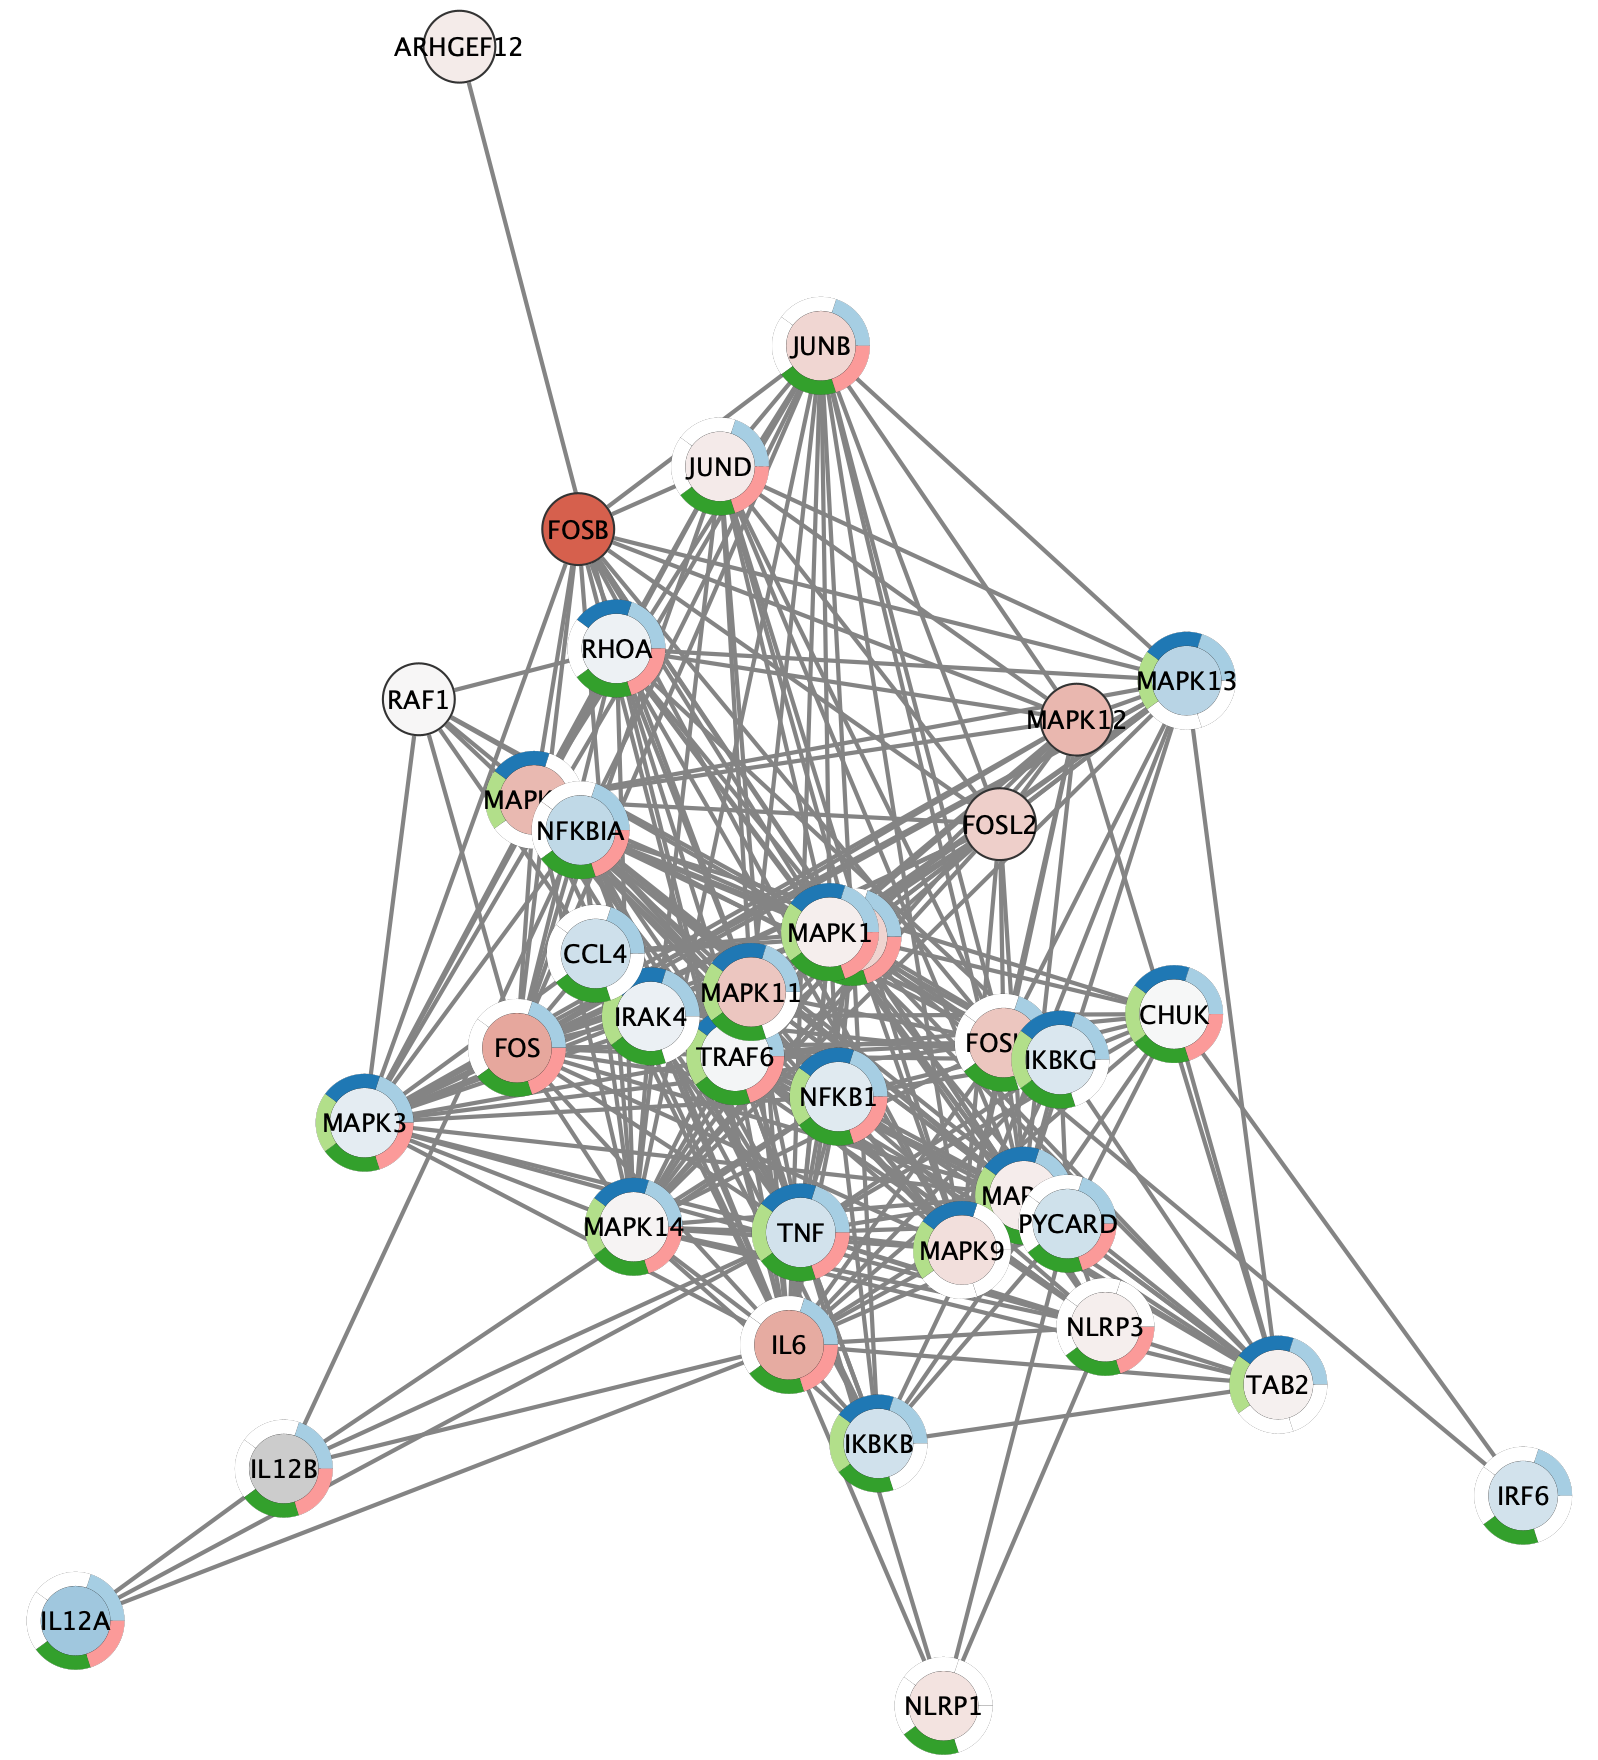 ARHGEF12
JUNB
JUND
FOSB
RHOA
MAPK13
RAF1
MAPK12
MAPK
NFKBIA
FOSL2
MAPK1
CCL4
MAPK11
IRAK4
CHUK
FOS
TRAF6
FOSL
IKBKG
NFKB1
MAPK3
MAP
PYCARD
MAPK14
TNF
MAPK9
IL6
NLRP3
TAB2
IKBKB
IL12B
IRF6
IL12A
NLRP1